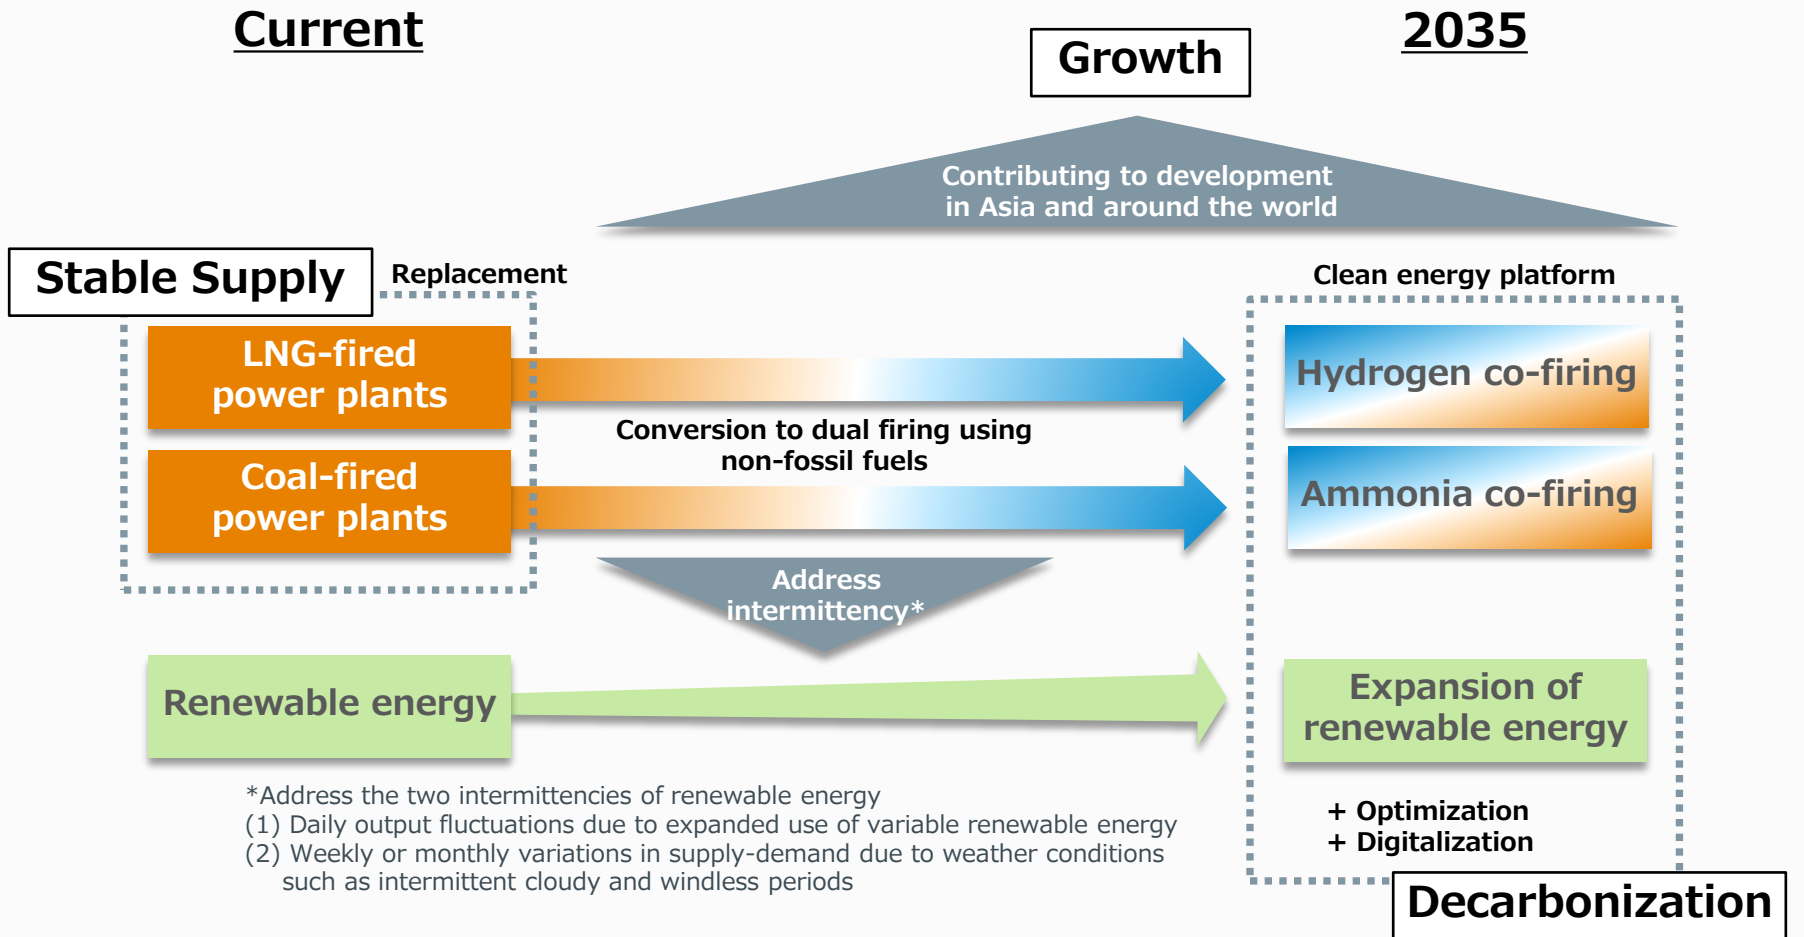 Current
2035
Growth
Contributing to development
in Asia and around the world
Stable Supply
Replacement
Clean energy platform
LNG-fired
power plants
Hydrogen co-firing
Conversion to dual firing using
non-fossil fuels
Coal-fired
power plants
Ammonia co-firing
Address
intermittency*
Renewable energy
Expansion of
renewable energy
*Address the two intermittencies of renewable energy
(1) Daily output fluctuations due to expanded use of variable renewable energy
(2) Weekly or monthly variations in supply-demand due to weather conditions
such as intermittent cloudy and windless periods
+ Optimization
+ Digitalization
Decarbonization